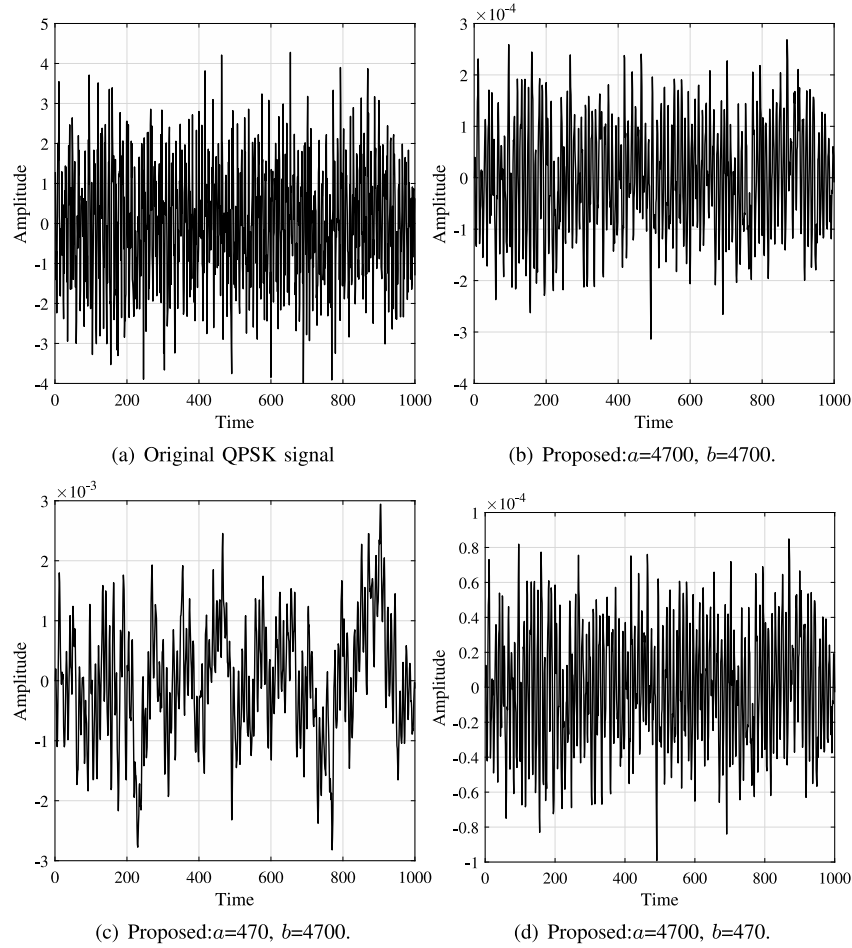 5
4
3
2
1
0
-1
-2
-3
-4
Amplitude
0 200 400 600 800 1000
Time
(a) Original QPSK signal
×10-4
3
2
1
0
-1
-2
-3
-4
Amplitude
0 200 400 600 800 1000
Time
(b) Proposed:a=4700, b=4700.
×10-3
3
2
1
0
-1
-2
-3
Amplitude
0 200 400 600 800 1000
Time
(c) Proposed:a=470, b=4700.
×10-4
1
0.8
0.6
0.4
0.2
0
-0.2
-0.4
-0.6
-0.8
-1
Amplitude
0 200 400 600 800 1000
Time
(d) Proposed:a=4700, b=470.